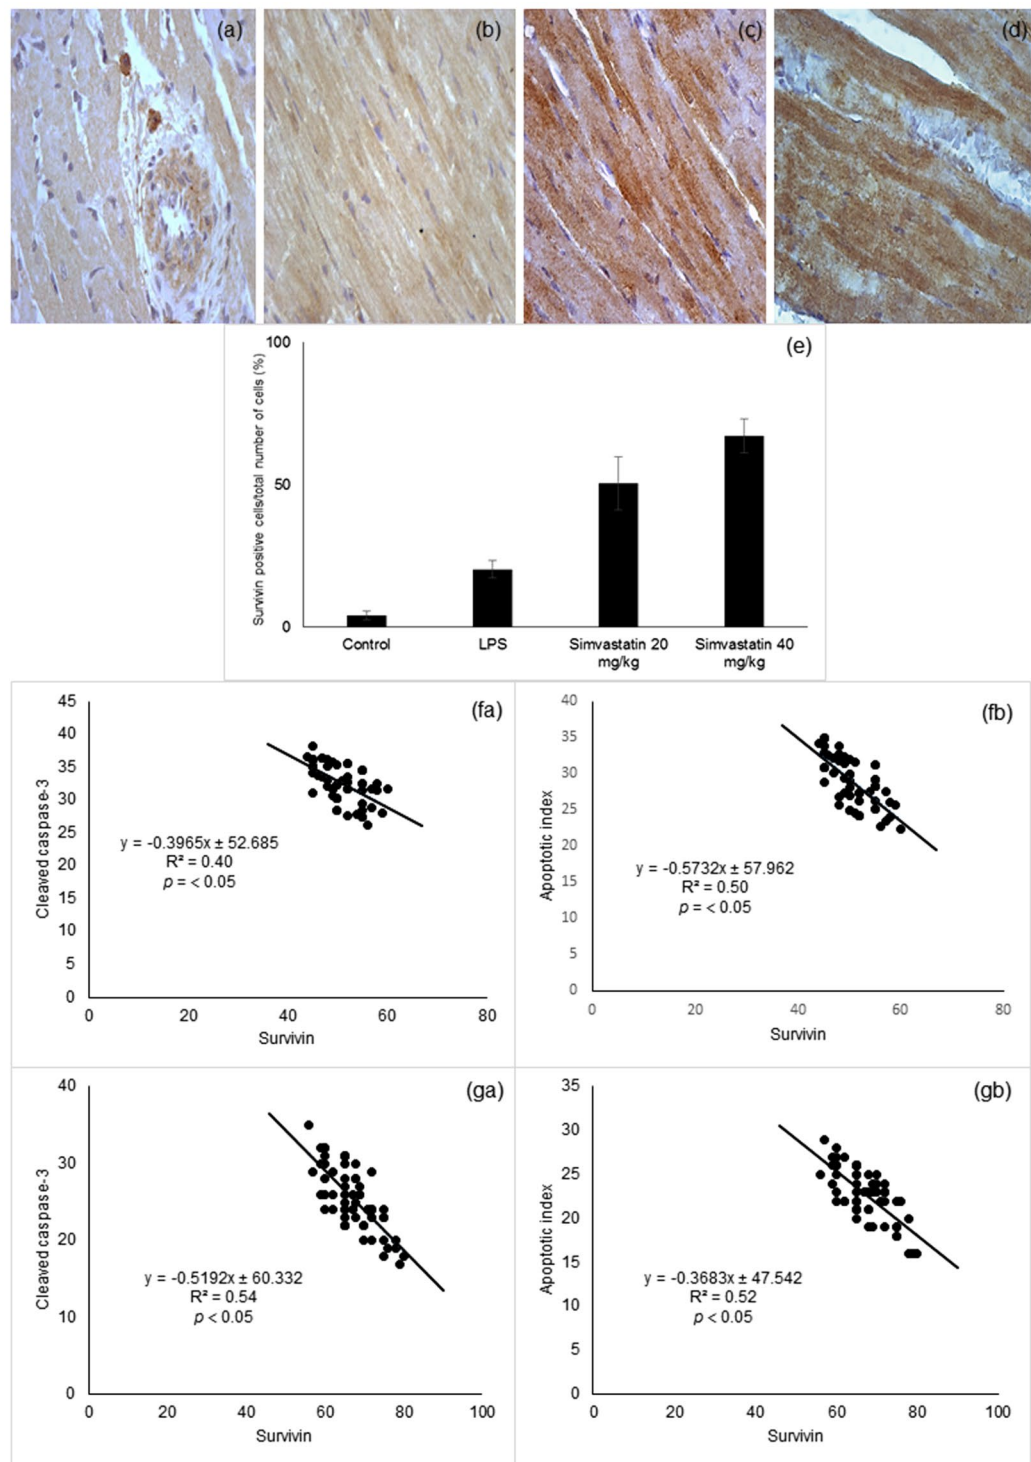 (a)
(b)
(c)
(d)
(e)
Survivin positive cells/total number of cells (%)
100
50
0
Control
LPS
Simvastatin 20
mg/kg
Simvastatin 40
mg/kg
(fa)
Cleaved caspase-3
45
40
35
30
25
20
15
10
5
0
y = -0.3965x ± 52.685
R² = 0.40
p = < 0.05
0 20 40 60 80
Survivin
(fb)
Apoptotic index
40
35
30
25
20
15
10
5
0
y = -0.5732x ± 57.962
R² = 0.50
p = < 0.05
0 20 40 60 80
Survivin
(ga)
Cleaved caspase-3
40
30
20
10
0
y = -0.5192x ± 60.332
R² = 0.54
p < 0.05
0 20 40 60 80 100
Survivin
(gb)
Apoptotic index
35
30
25
20
15
10
5
0
y = -0.3683x ± 47.542
R² = 0.52
p < 0.05
0 20 40 60 80 100
Survivin